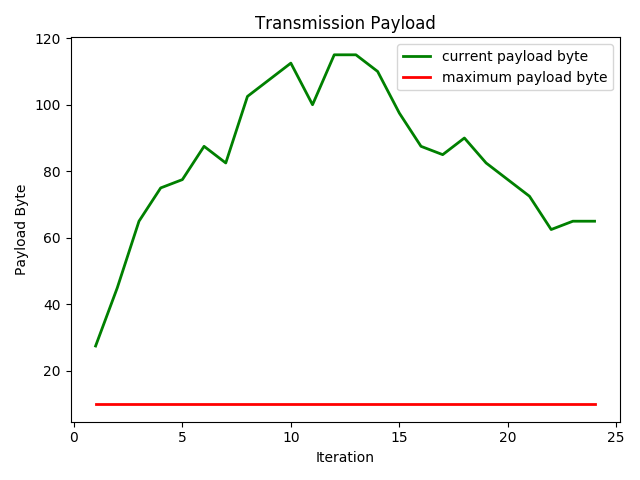 Transmission Payload
current payload byte
maximum payload byte
Payload Byte
120
100
80
60
40
20
0
5
10
15
20
25
Iteration